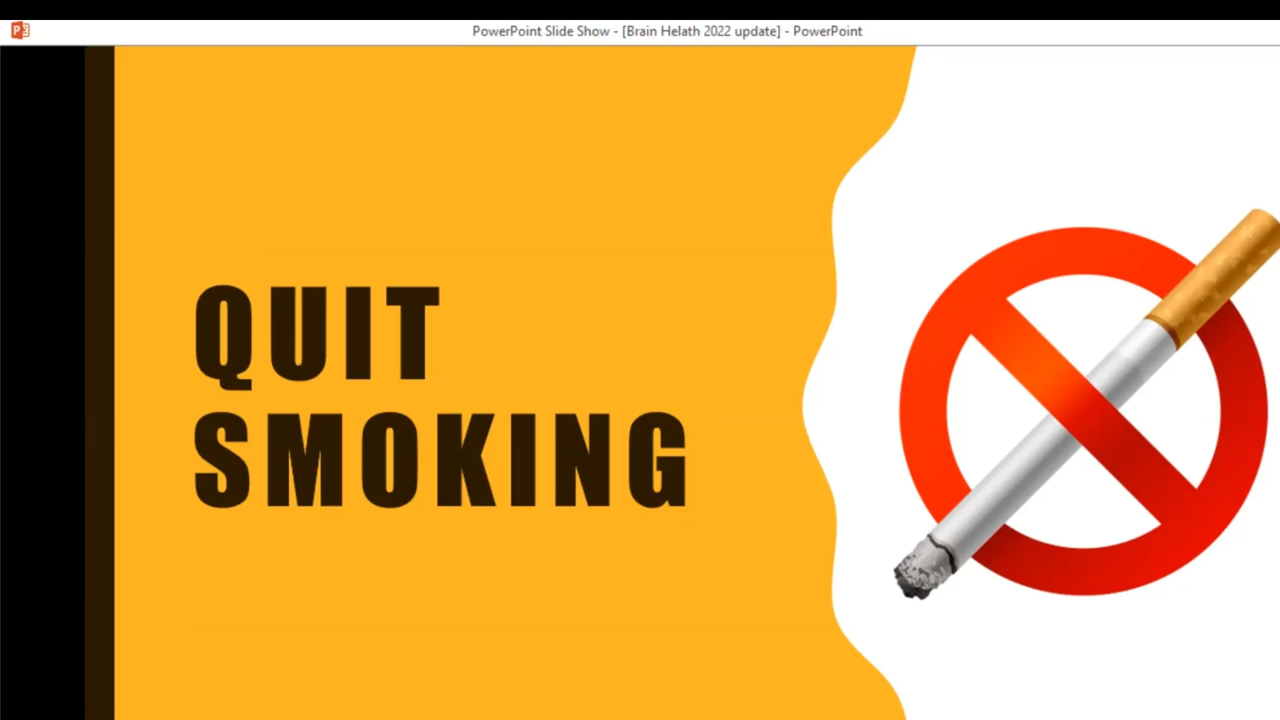 PowerPoint Slide Show - [Brain Helath 2022 update] - PowerPoint
QUIT
SMOKING